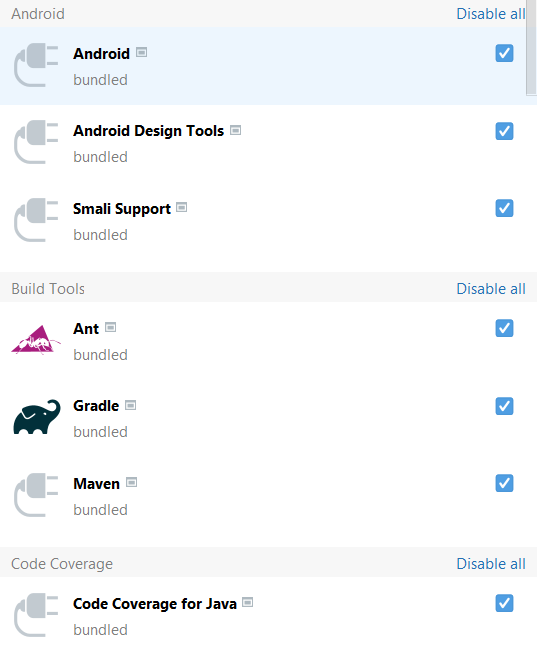 Android Disable all
Android
bundled
Android Design Tools
bundled
Smali Support
bundled
Build Tools Disable all
Ant
bundled
Gradle
bundled
Maven
bundled
Code Coverage Disable all
Code Coverage for Java
bundled